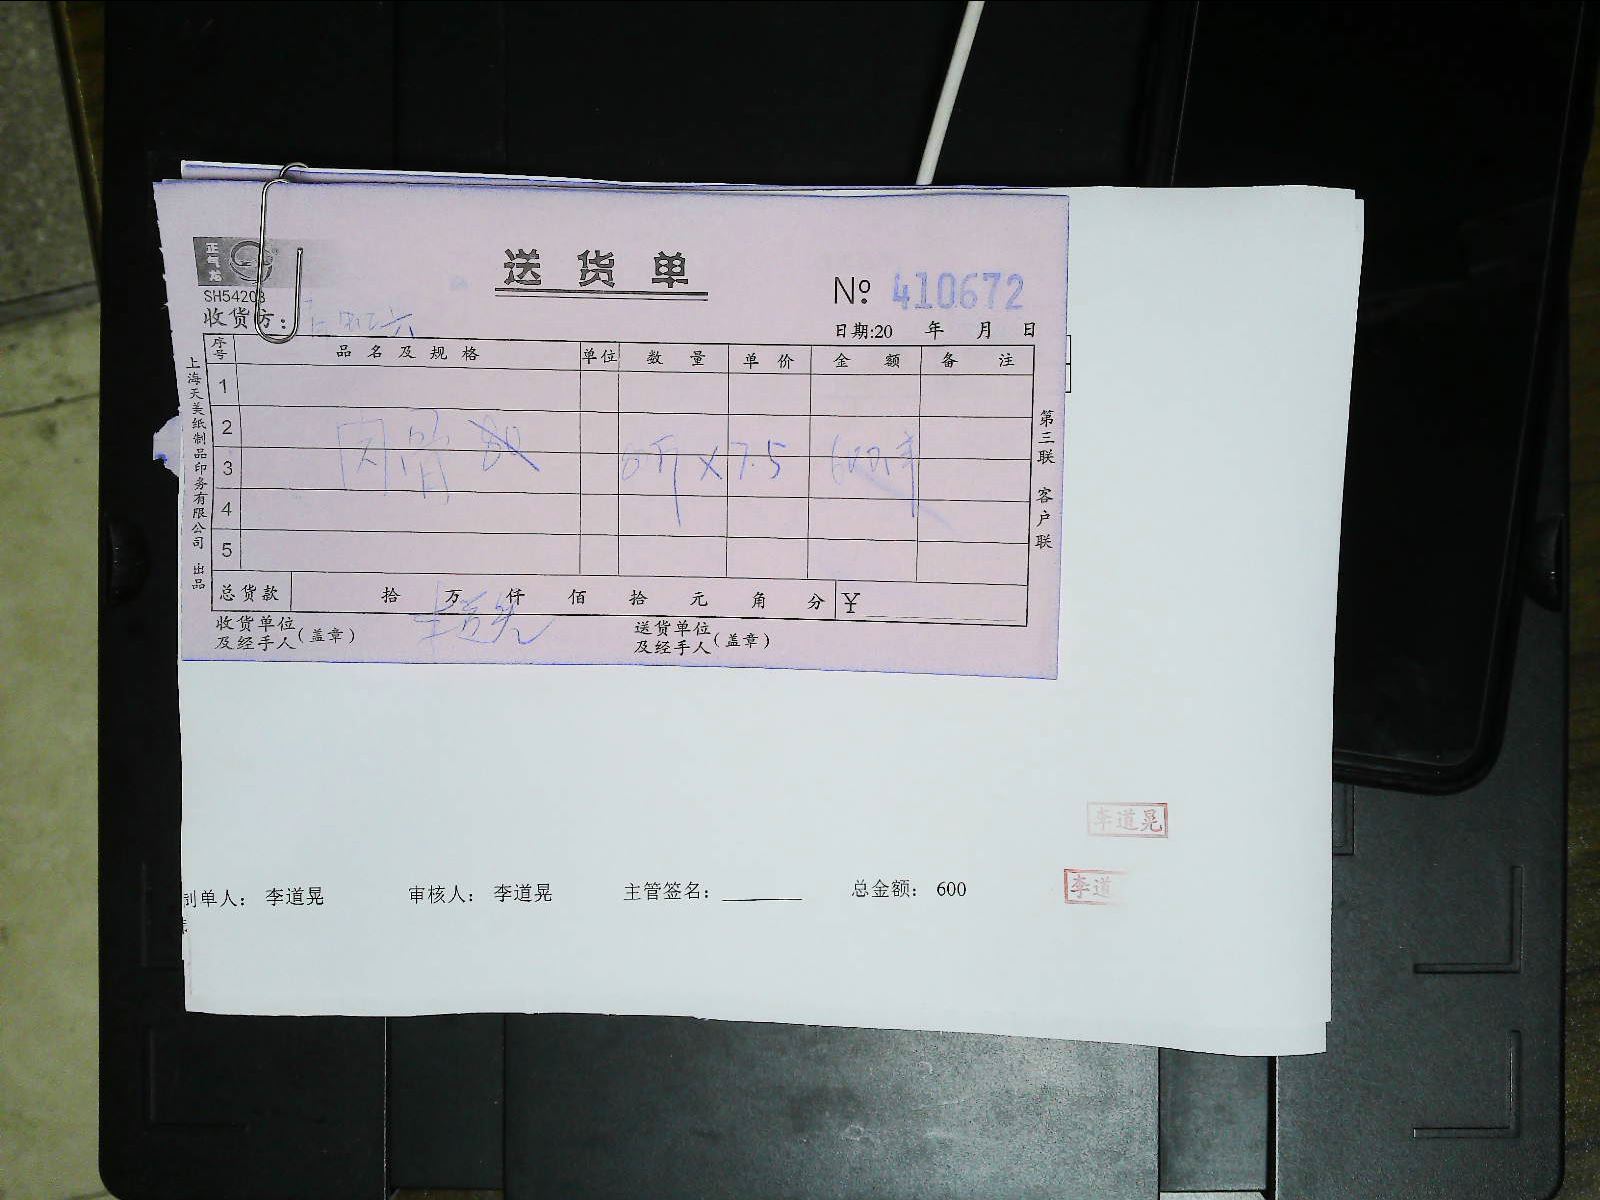 正气龙
送货单
№ 410672
SH54203
收货方:
日期:20 年 月 日
序号 品名及规格 单位 数量 单价 金额 备注
1
2
3
7.5
4
5
总货款 拾 万 仟 佰 拾 元 角 分 ¥
收货单位及经手人(盖章) 李道晃 送货单位及经手人(盖章)
上海天美纸制品印务有限公司 出品
第三联 客户联
李道晃
制单人: 李道晃 审核人: 李道晃 主管签名: 总金额: 600
李道